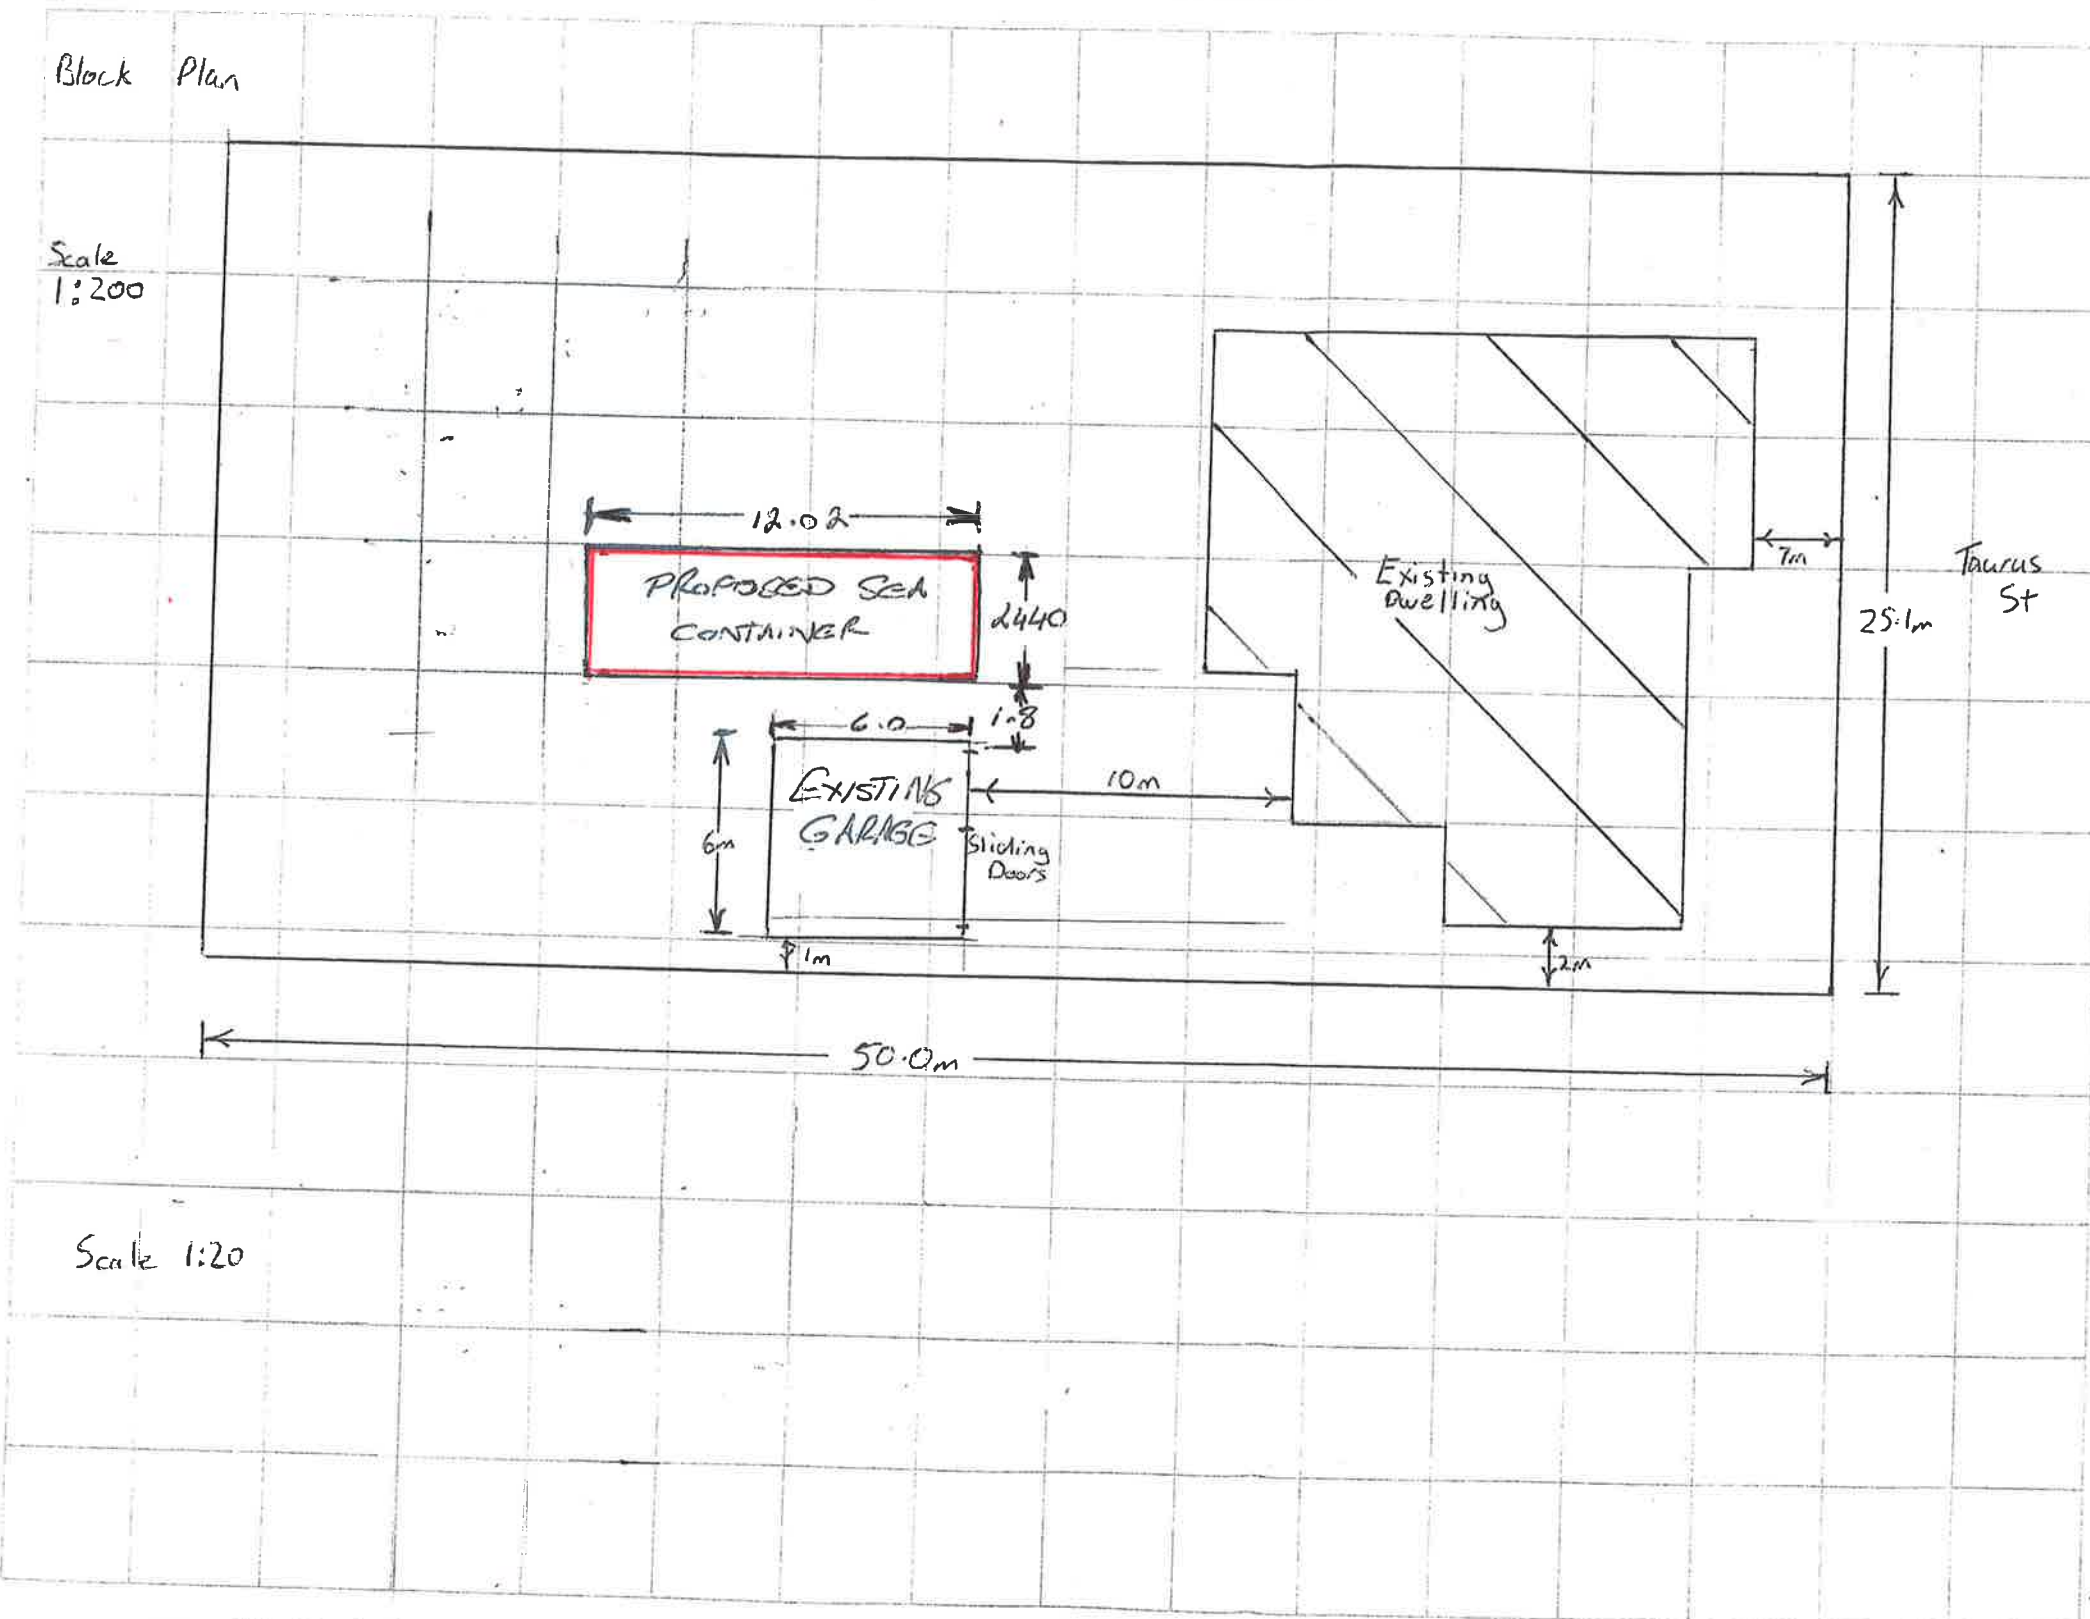 Block Plan
Scale
1:200
12.02
PROPOSED SEA
CONTAINER
2440
1.8
6.0
EXISTING
GARAGE
6m
Sliding
Doors
10m
1m
Existing
Dwelling
7m
2m
25.1m
Taurus
St
50.0m
Scale 1:20